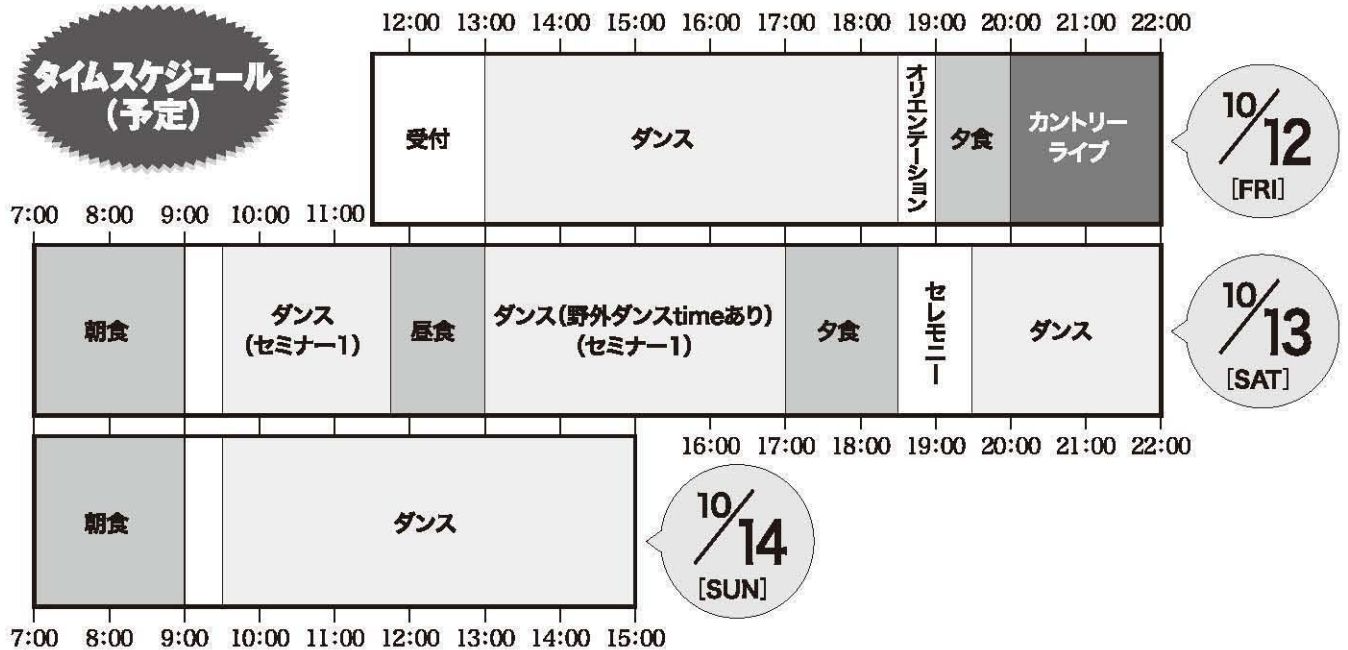 タイムスケジュール
(予定)
12:00 13:00 14:00 15:00 16:00 17:00 18:00 19:00 20:00 21:00 22:00
受付
ダンス
オリエンテーション
夕食
カントリー
ライブ
10/12
[FRI]
7:00 8:00 9:00 10:00 11:00
朝食
ダンス
(セミナー1)
昼食
ダンス(野外ダンスtimeあり)
(セミナー1)
夕食
セレモニー
ダンス
10/13
[SAT]
16:00 17:00 18:00 19:00 20:00 21:00 22:00
朝食
ダンス
10/14
[SUN]
7:00 8:00 9:00 10:00 11:00 12:00 13:00 14:00 15:00